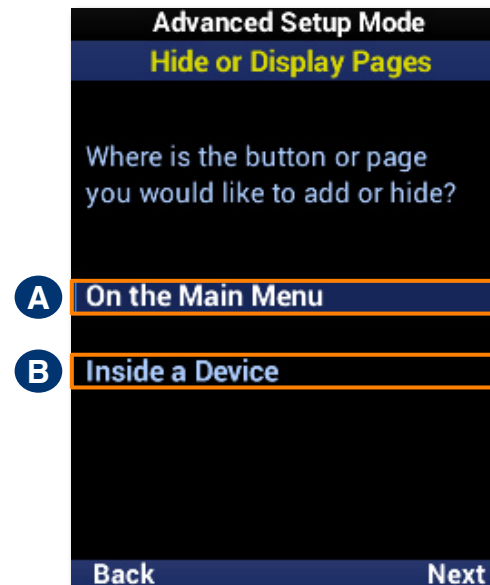 Advanced Setup Mode
Hide or Display Pages
Where is the button or page
you would like to add or hide?
A On the Main Menu
B Inside a Device
Back Next